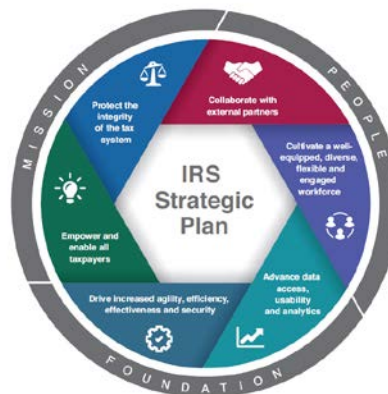 MISSION
PEOPLE
FOUNDATION
IRS
Strategic
Plan
Protect the
integrity
of the tax
system
Collaborate with
external partners
Cultivate a well-
equipped, diverse,
flexible and
engaged
workforce
Advance data
access,
usability
and analytics
Drive increased agility, efficiency,
effectiveness and security
Empower and
enable all
taxpayers